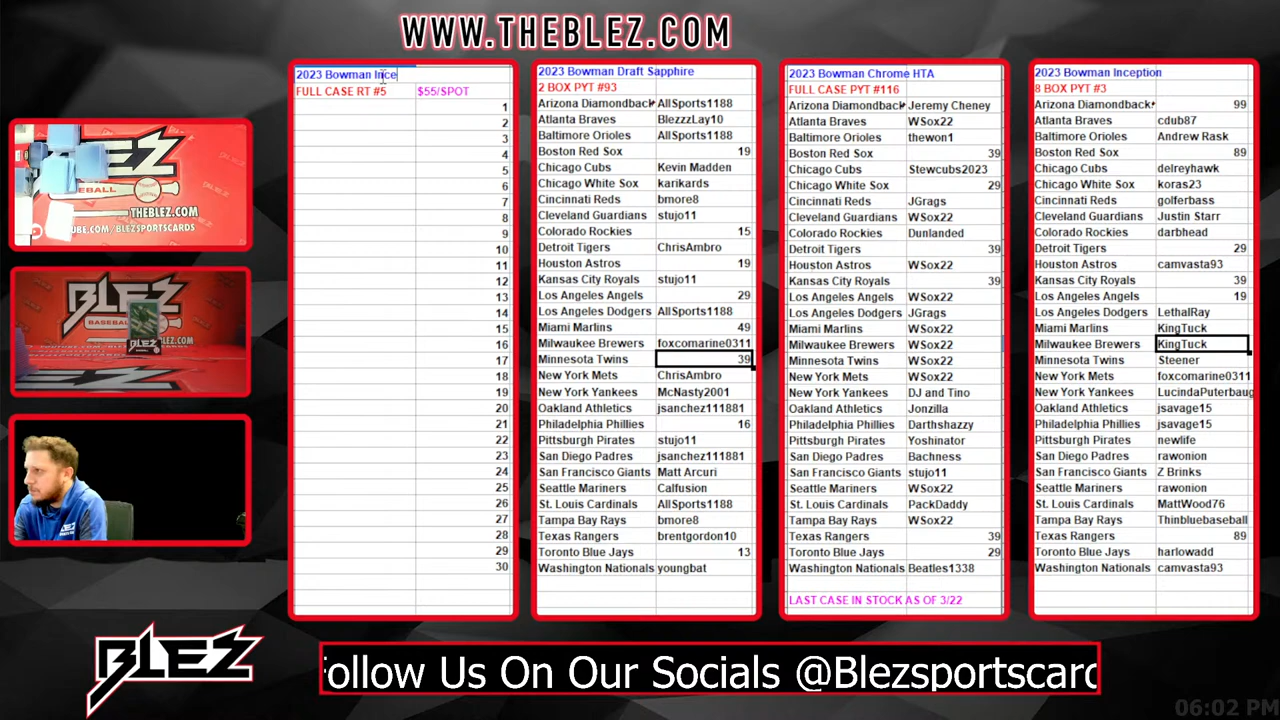 WWW.THEBLEZ.COM
BLEZ
BASEBALL
THEBLEZ.COM
UBE.COM/BLEZSPORTSCARDS
BLEZ
BASEBALL
2023 Bowman Ince
FULL CASE RT #5 $55/SPOT
1
2
3
4
5
6
7
8
9
10
11
12
13
14
15
16
17
18
19
20
21
22
23
24
25
26
27
28
29
30
2023 Bowman Draft Sapphire
2 BOX PYT #93
Arizona Diamondback AllSports1188
Atlanta Braves BlezzzLay10
Baltimore Orioles AllSports1188
Boston Red Sox 19
Chicago Cubs Kevin Madden
Chicago White Sox karikards
Cincinnati Reds bmore8
Cleveland Guardians stujo11
Colorado Rockies 15
Detroit Tigers ChrisAmbro
Houston Astros 19
Kansas City Royals stujo11
Los Angeles Angels 29
Los Angeles Dodgers AllSports1188
Miami Marlins 49
Milwaukee Brewers foxcomarine0311
Minnesota Twins 39
New York Mets ChrisAmbro
New York Yankees McNasty2001
Oakland Athletics jsanchez111881
Philadelphia Phillies 16
Pittsburgh Pirates stujo11
San Diego Padres jsanchez111881
San Francisco Giants Matt Arcuri
Seattle Mariners Calfusion
St. Louis Cardinals AllSports1188
Tampa Bay Rays bmore8
Texas Rangers brentgordon10
Toronto Blue Jays 13
Washington Nationals youngbat
2023 Bowman Chrome HTA
FULL CASE PYT #116
Arizona Diamondback Jeremy Cheney
Atlanta Braves WSox22
Baltimore Orioles thewon1
Boston Red Sox 39
Chicago Cubs Stewcubs2023
Chicago White Sox 29
Cincinnati Reds JGrags
Cleveland Guardians WSox22
Colorado Rockies Dunlanded
Detroit Tigers 39
Houston Astros WSox22
Kansas City Royals 39
Los Angeles Angels WSox22
Los Angeles Dodgers JGrags
Miami Marlins WSox22
Milwaukee Brewers WSox22
Minnesota Twins WSox22
New York Mets WSox22
New York Yankees DJ and Tino
Oakland Athletics Jonzilla
Philadelphia Phillies Darthshazzy
Pittsburgh Pirates Yoshinator
San Diego Padres Bachness
San Francisco Giants stujo11
Seattle Mariners WSox22
St. Louis Cardinals PackDaddy
Tampa Bay Rays WSox22
Texas Rangers 39
Toronto Blue Jays 29
Washington Nationals Beatles1338
LAST CASE IN STOCK AS OF 3/22
2023 Bowman Inception
8 BOX PYT #3
Arizona Diamondback 99
Atlanta Braves cdub87
Baltimore Orioles Andrew Rask
Boston Red Sox 89
Chicago Cubs delreyhawk
Chicago White Sox koras23
Cincinnati Reds golferbass
Cleveland Guardians Justin Starr
Colorado Rockies darbhead
Detroit Tigers 29
Houston Astros camvasta93
Kansas City Royals 39
Los Angeles Angels 19
Los Angeles Dodgers LethalRay
Miami Marlins KingTuck
Milwaukee Brewers KingTuck
Minnesota Twins Steener
New York Mets foxcomarine0311
New York Yankees LucindaPuterbaug
Oakland Athletics jsavage15
Philadelphia Phillies jsavage15
Pittsburgh Pirates newlife
San Diego Padres rawonion
San Francisco Giants Z Brinks
Seattle Mariners rawonion
St. Louis Cardinals MattWood76
Tampa Bay Rays Thinbluebaseball
Texas Rangers 89
Toronto Blue Jays harlowadd
Washington Nationals camvasta93
BLEZ
Follow Us On Our Socials @Blezsportscard
06:02 PM